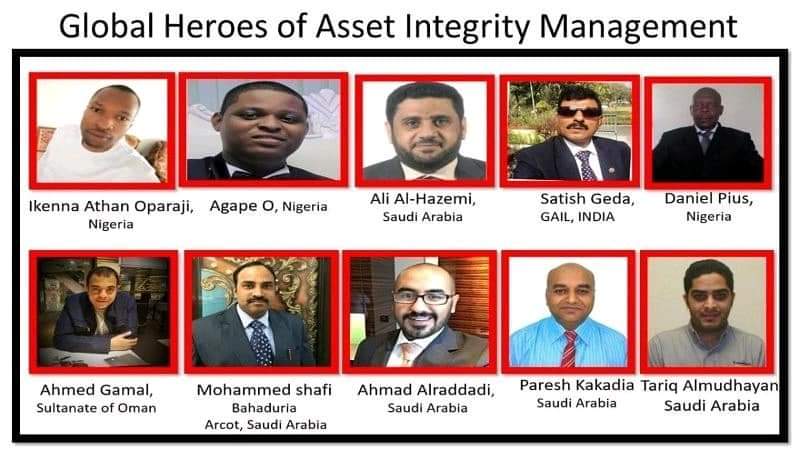 Global Heroes of Asset Integrity Management
Ikenna Athan Oparaji,
Nigeria
Agape O, Nigeria
Ali Al-Hazemi,
Saudi Arabia
Satish Geda,
GAIL, INDIA
Daniel Pius,
Nigeria
Ahmed Gamal,
Sultanate of Oman
Mohammed shafi
Bahaduria
Arcot, Saudi Arabia
Ahmad Alraddadi,
Saudi Arabia
Paresh Kakadia
Saudi Arabia
Tariq Almudhayan
Saudi Arabia